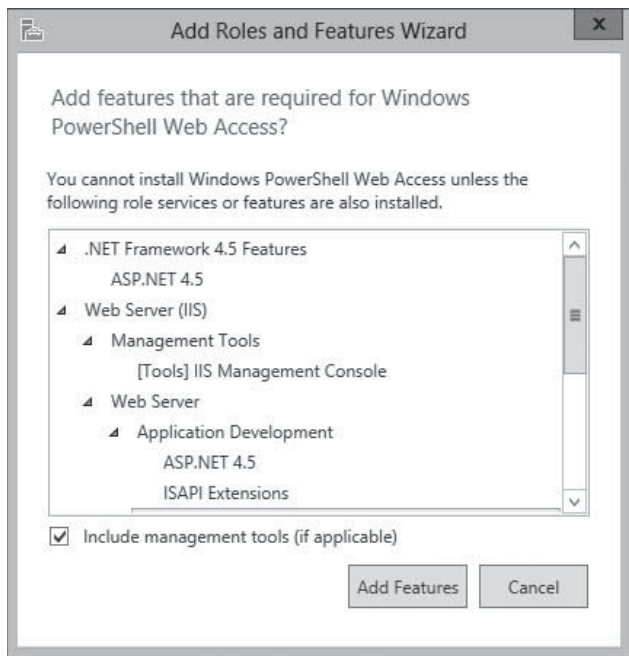 Add Roles and Features Wizard
x
Add features that are required for Windows
PowerShell Web Access?
You cannot install Windows PowerShell Web Access unless the
following role services or features are also installed.
.NET Framework 4.5 Features
ASP.NET 4.5
Web Server (IIS)
Management Tools
[Tools] IIS Management Console
Web Server
Application Development
ASP.NET 4.5
ISAPI Extensions
Include management tools (if applicable)
Add Features
Cancel